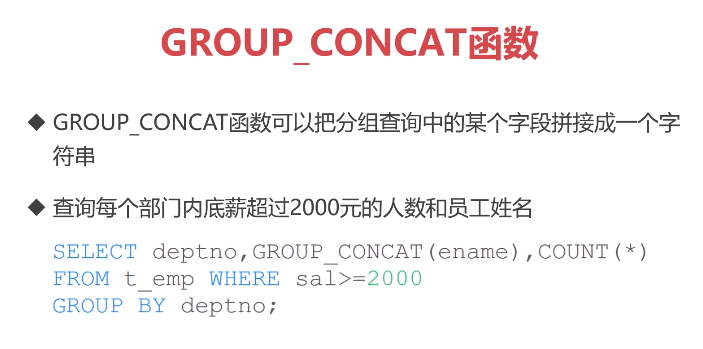 GROUP_CONCAT函数
◆ GROUP_CONCAT函数可以把分组查询中的某个字段拼接成一个字
符串
◆ 查询每个部门内底薪超过2000元的人数和员工姓名
SELECT deptno,GROUP_CONCAT(ename),COUNT(*)
FROM t_emp WHERE sal>=2000
GROUP BY deptno;